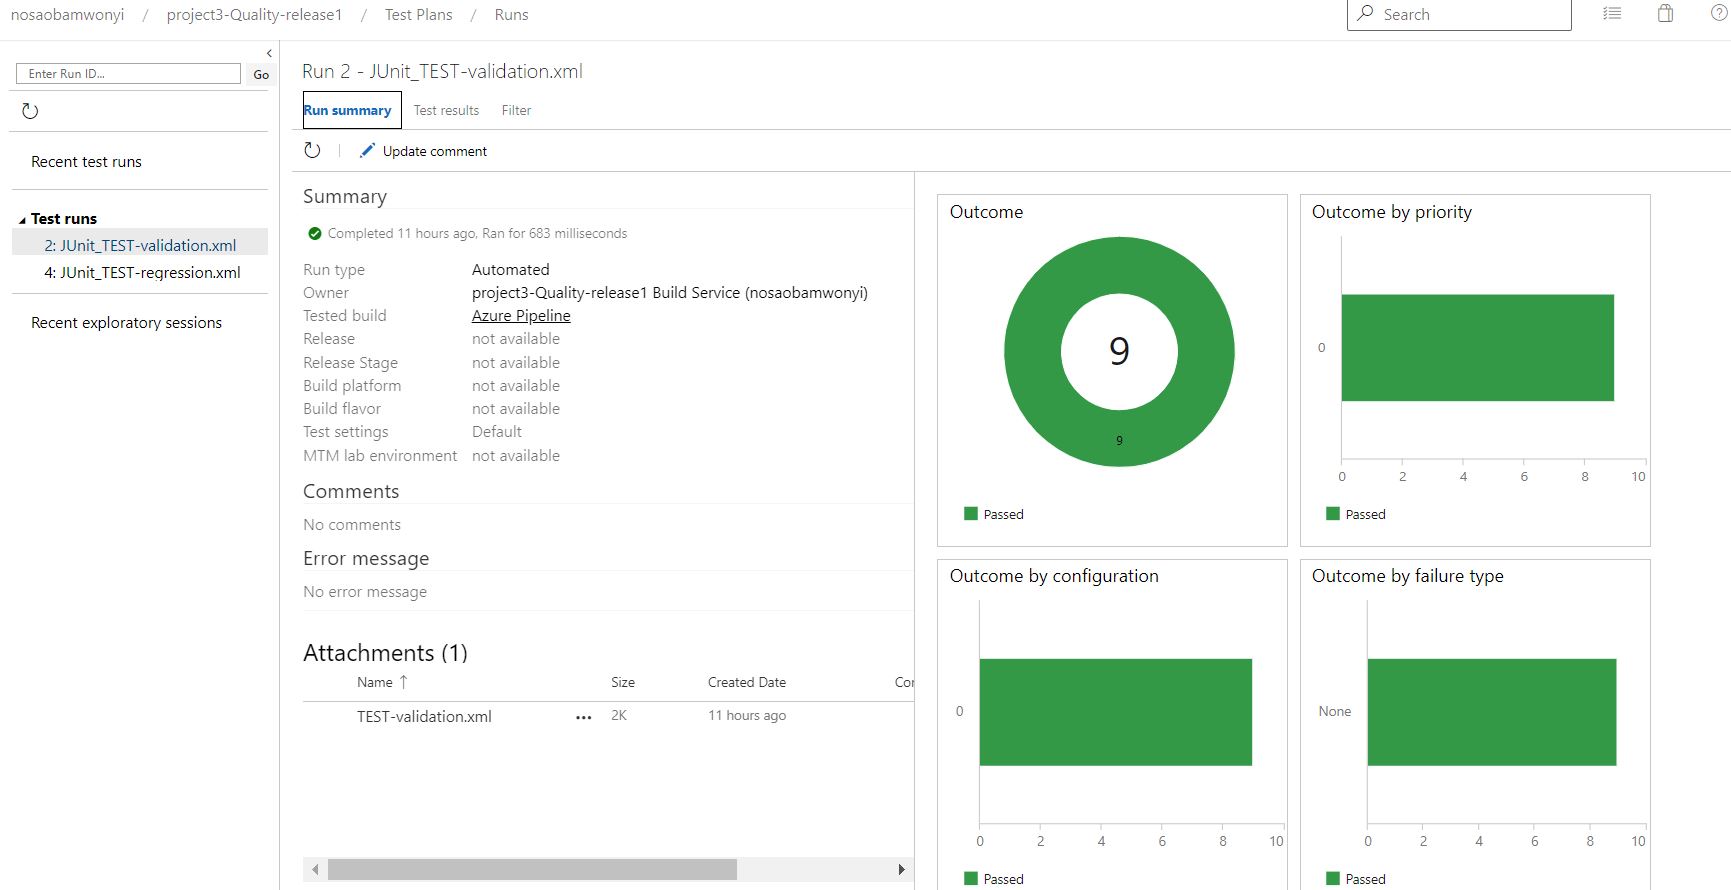 nosaobamwonyi / project3-Quality-release1 / Test Plans / Runs
Search
Enter Run ID...
Go
Recent test runs
Test runs
2: JUnit_TEST-validation.xml
4: JUnit_TEST-regression.xml
Recent exploratory sessions
Run 2 - JUnit_TEST-validation.xml
Run summary Test results Filter
Update comment
Summary
Completed 11 hours ago, Ran for 683 milliseconds
Run type Automated
Owner project3-Quality-release1 Build Service (nosaobamwonyi)
Tested build Azure Pipeline
Release not available
Release Stage not available
Build platform not available
Build flavor not available
Test settings Default
MTM lab environment not available
Comments
No comments
Error message
No error message
Attachments (1)
Name ↑ Size Created Date Cor
TEST-validation.xml ... 2K 11 hours ago
Outcome
9
9
Passed
Outcome by priority
0
0 2 4 6 8 10
Passed
Outcome by configuration
0
0 2 4 6 8 10
Passed
Outcome by failure type
None
0 2 4 6 8 10
Passed